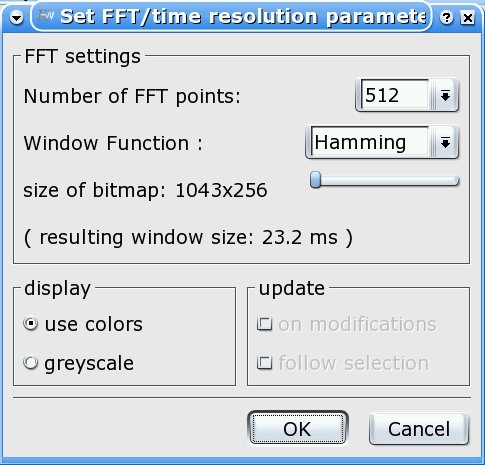 Set FFT/time resolution paramete
FFT settings
Number of FFT points: 512
Window Function : Hamming
size of bitmap: 1043x256
( resulting window size: 23.2 ms )
display
use colors
greyscale
update
on modifications
follow selection
OK Cancel